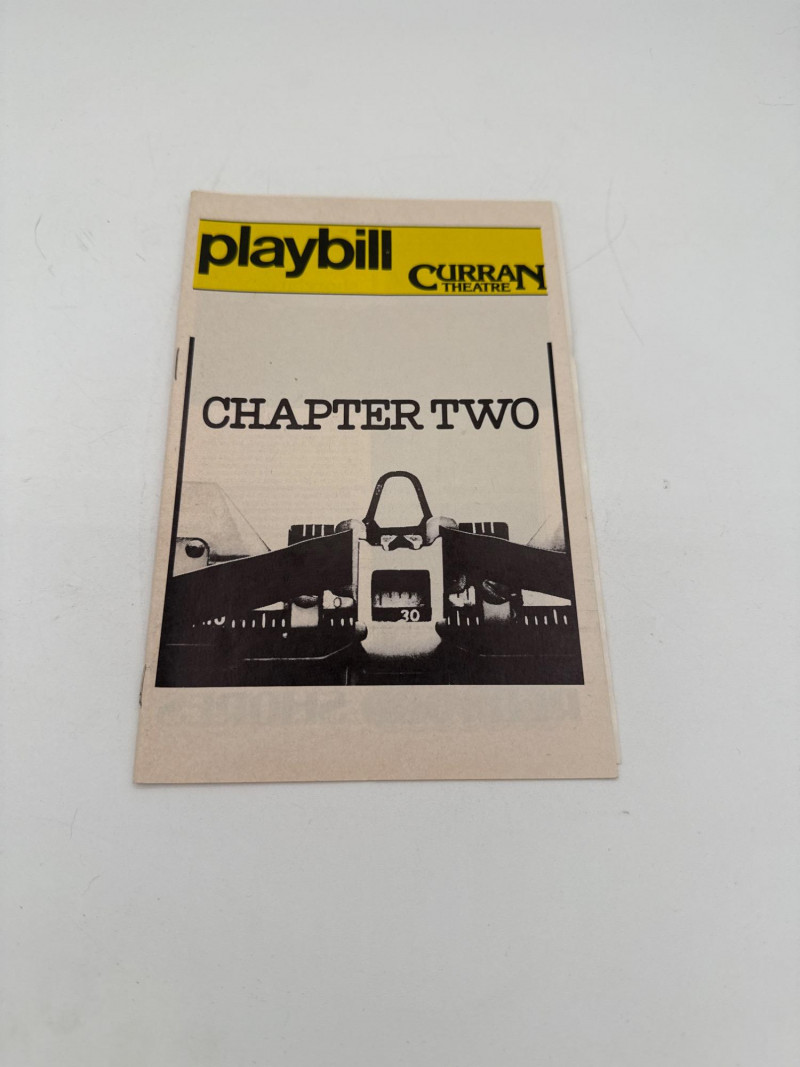 playbill
CURRAN
THEATRE
CHAPTER TWO
30